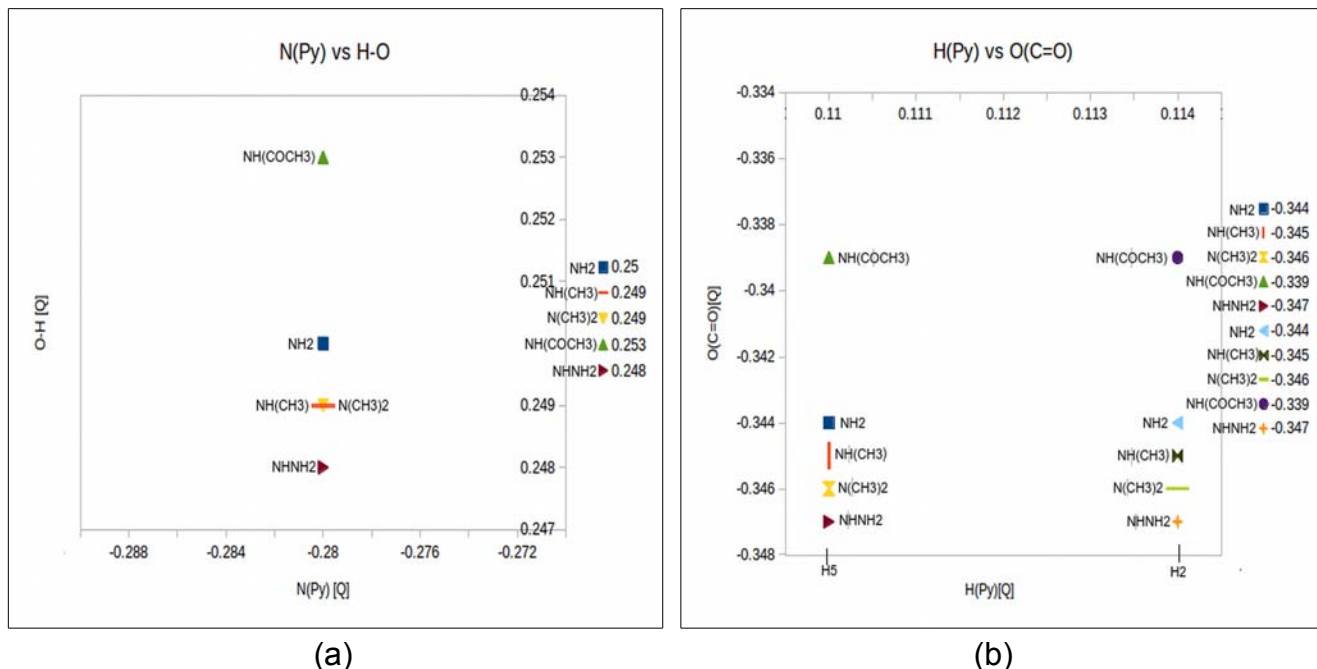 N(Py) vs H-O
0.254
0.253
0.252
0.251
0.25
0.249
0.248
0.247
O-H [Q]
NH(COCH3)
NH2
NH(CH3) N(CH3)2
NHNH2
-0.288 -0.284 -0.28 -0.276 -0.272
N(Py) [Q]
NH2 0.25
NH(CH3) 0.249
N(CH3)2 0.249
NH(COCH3) 0.253
NHNH2 0.248
(a)
H(Py) vs O(C=O)
0.11 0.111 0.112 0.113 0.114
-0.334
-0.336
-0.338
-0.34
-0.342
-0.344
-0.346
-0.348
O(C=O)[Q]
NH(COCH3) NH(COCH3)
NH2 NH2
NH(CH3) NH(CH3)
N(CH3)2 N(CH3)2
NHNH2 NHNH2
H5 H2
H(Py)[Q]
NH2 -0.344
NH(CH3) -0.345
N(CH3)2 -0.346
NH(COCH3) -0.339
NHNH2 -0.347
NH2 -0.344
NH(CH3) -0.345
N(CH3)2 -0.346
NH(COCH3) -0.339
NHNH2 -0.347
(b)